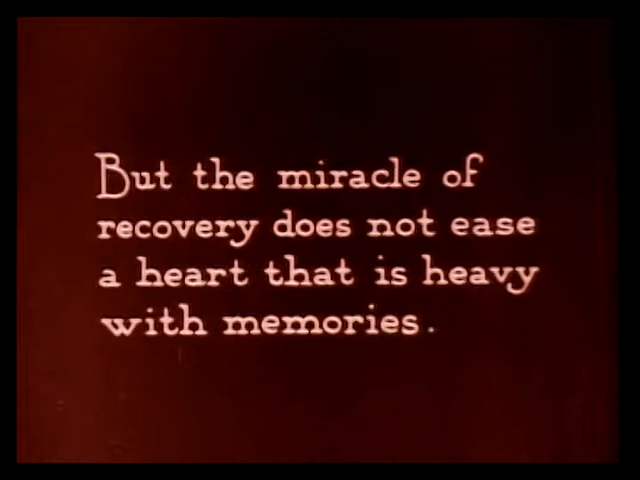 But the miracle of
recovery does not ease
a heart that is heavy
with memories.